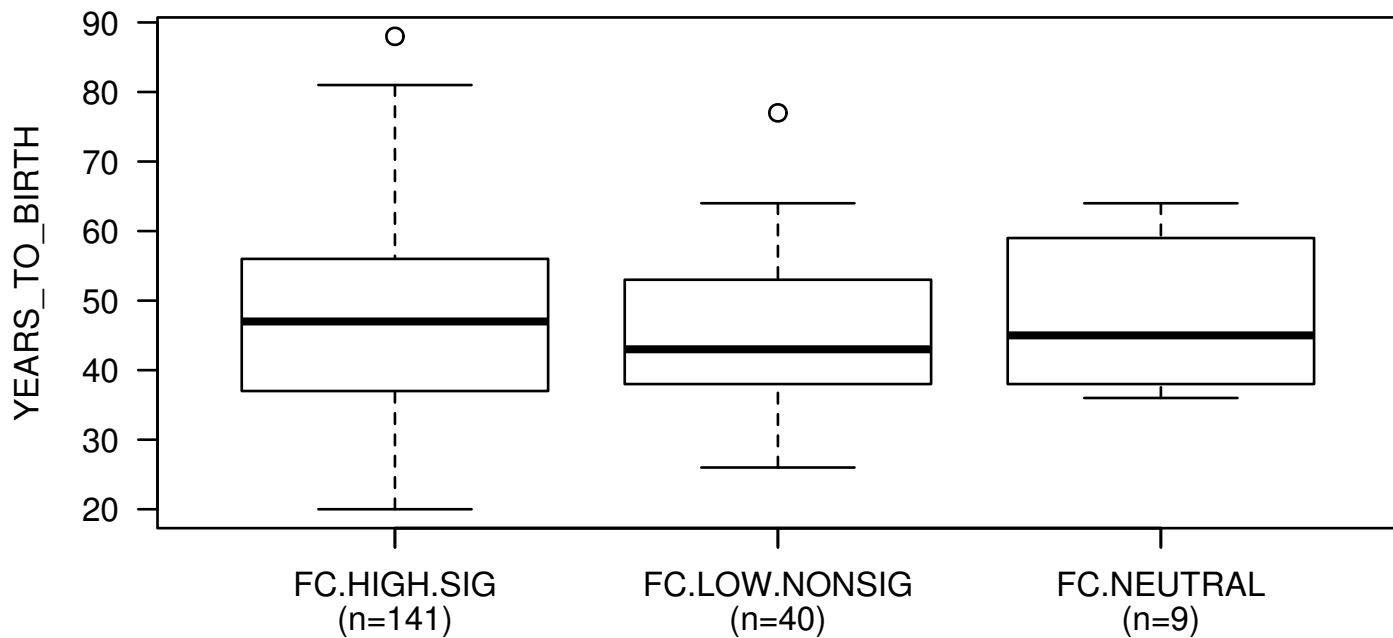 YEARS_TO_BIRTH
90
80
70
60
50
40
30
20
FC.HIGH.SIG
(n=141)
FC.LOW.NONSIG
(n=40)
FC.NEUTRAL
(n=9)